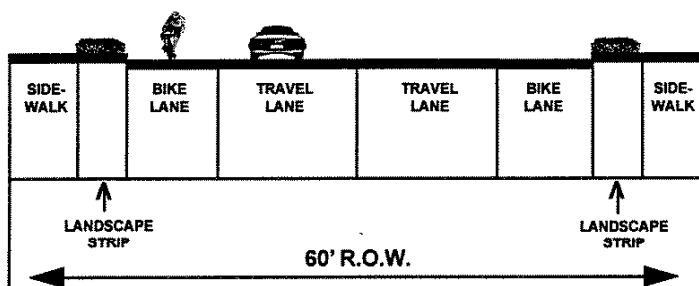 SIDE-
WALK
BIKE
LANE
TRAVEL
LANE
TRAVEL
LANE
BIKE
LANE
SIDE-
WALK
LANDSCAPE
STRIP
LANDSCAPE
STRIP
60' R.O.W.